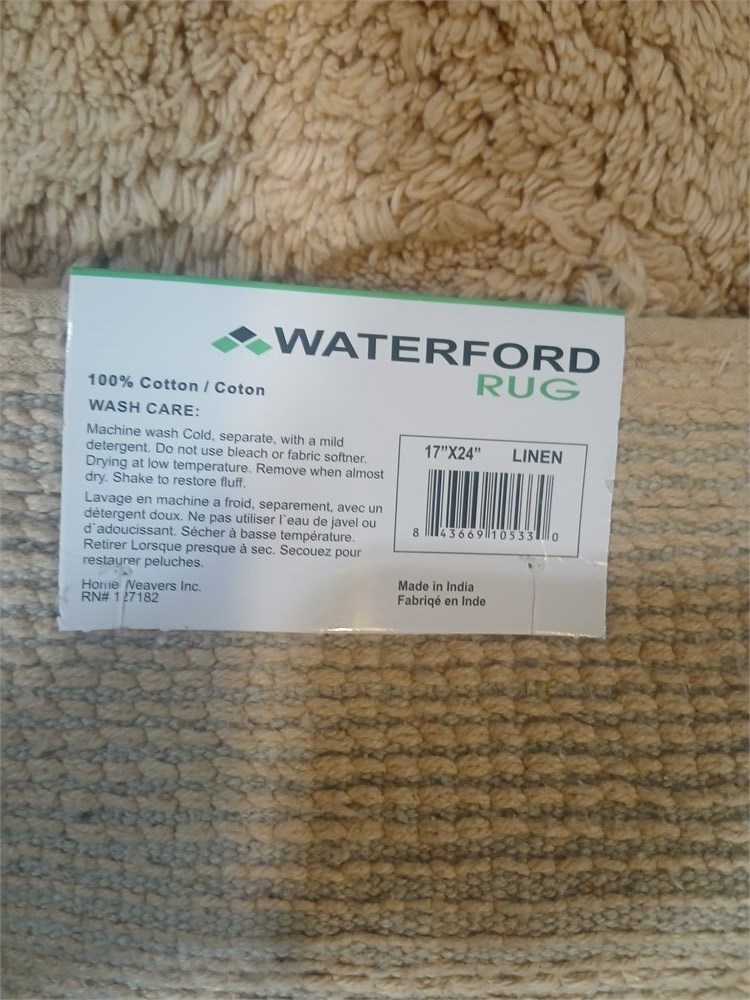 WATERFORD
RUG
100% Cotton / Coton
WASH CARE:
Machine wash Cold, separate, with a mild
detergent. Do not use bleach or fabric softner.
Drying at low temperature. Remove when almost
dry. Shake to restore fluff.
Lavage en machine a froid, separement, avec un
détergent doux. Ne pas utiliser l`eau de javel ou
d`adoucissant. Sécher à basse température.
Retirer Lorsque presque à sec. Secouez pour
restaurer peluches.
Home Weavers Inc.
RN# 127182
17"X24" LINEN
8 43669 10533 0
Made in India
Fabriqé en Inde